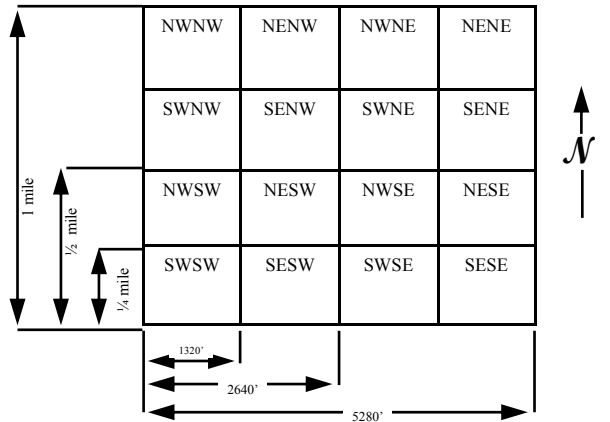 NWNW NENW NWNE NENE
SWNW SENW SWNE SENE
N
1 mile
½ mile
NWSW NESW NWSE NESE
¼ mile
SWSW SESW SWSE SESE
1320'
2640'
5280'